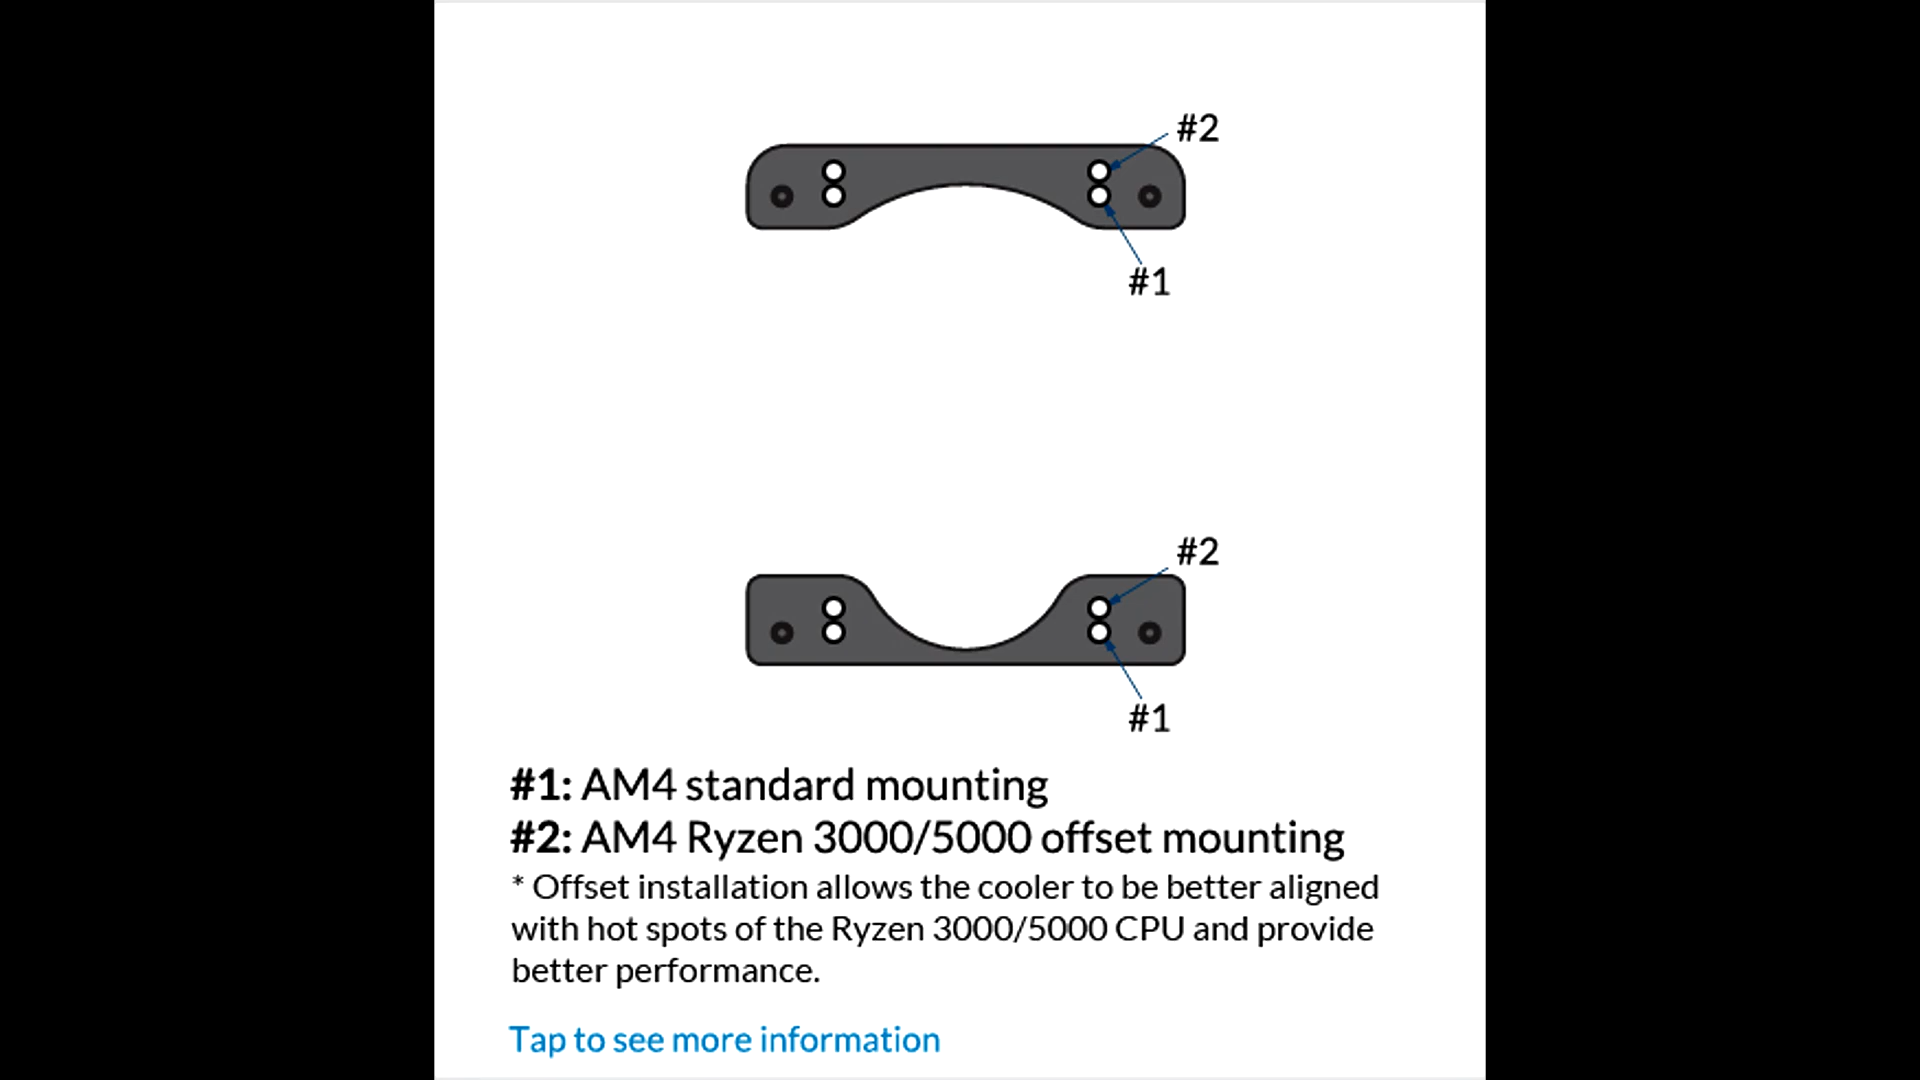 #2
#1
#2
#1
#1: AM4 standard mounting
#2: AM4 Ryzen 3000/5000 offset mounting
* Offset installation allows the cooler to be better aligned
with hot spots of the Ryzen 3000/5000 CPU and provide
better performance.
Tap to see more information